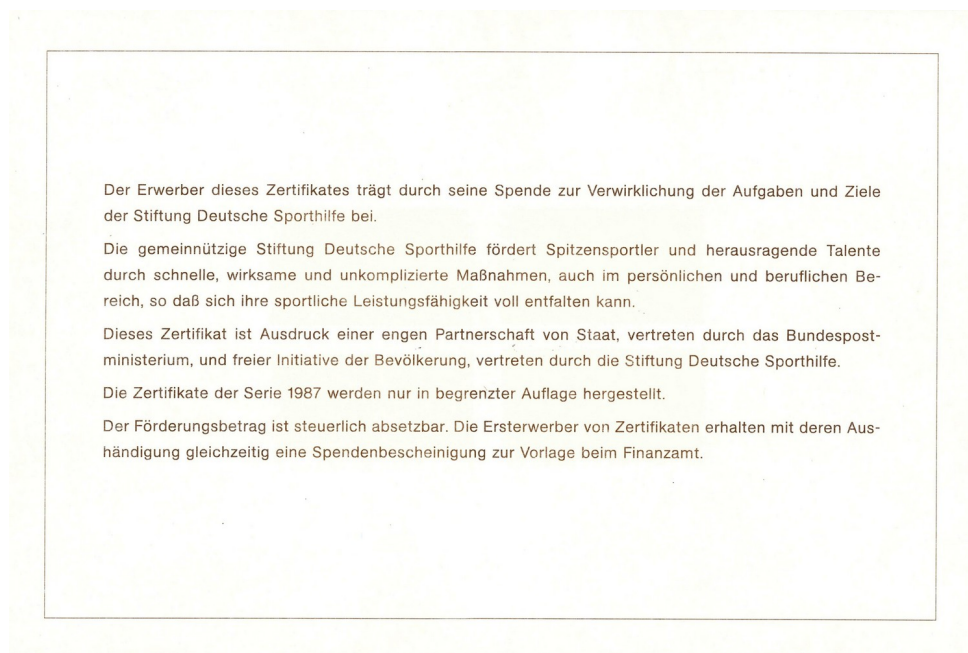 Der Erwerber dieses Zertifikates trägt durch seine Spende zur Verwirklichung der Aufgaben und Ziele
der Stiftung Deutsche Sporthilfe bei.
Die gemeinnützige Stiftung Deutsche Sporthilfe fördert Spitzensportler und herausragende Talente
durch schnelle, wirksame und unkomplizierte Maßnahmen, auch im persönlichen und beruflichen Be-
reich, so daß sich ihre sportliche Leistungsfähigkeit voll entfalten kann.
Dieses Zertifikat ist Ausdruck einer engen Partnerschaft von Staat, vertreten durch das Bundespost-
ministerium, und freier Initiative der Bevölkerung, vertreten durch die Stiftung Deutsche Sporthilfe.
Die Zertifikate der Serie 1987 werden nur in begrenzter Auflage hergestellt.
Der Förderungsbetrag ist steuerlich absetzbar. Die Ersterwerber von Zertifikaten erhalten mit deren Aus-
händigung gleichzeitig eine Spendenbescheinigung zur Vorlage beim Finanzamt.